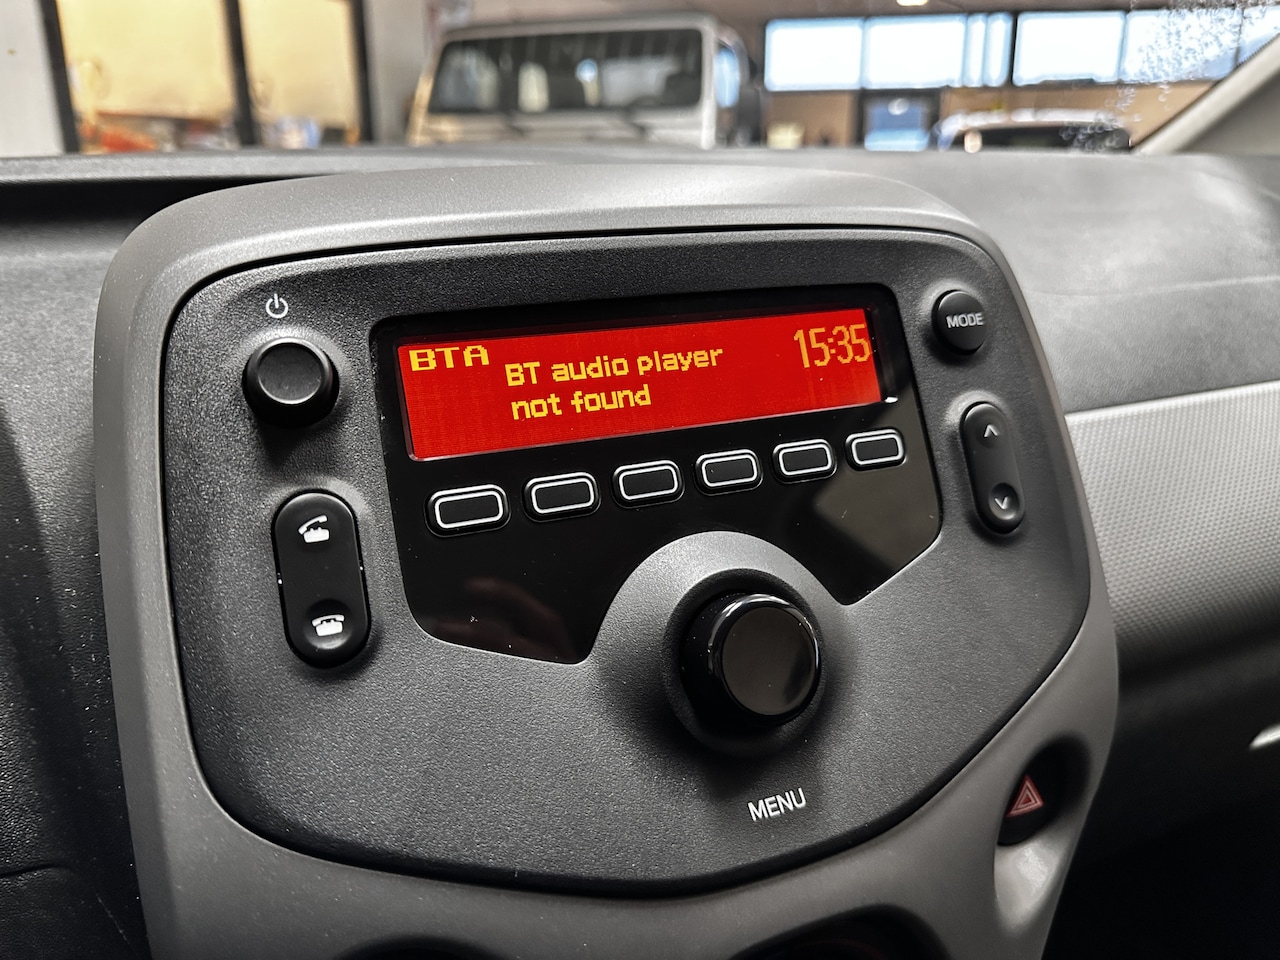 BTA
BT audio player
not found
15:35
MODE
MENU